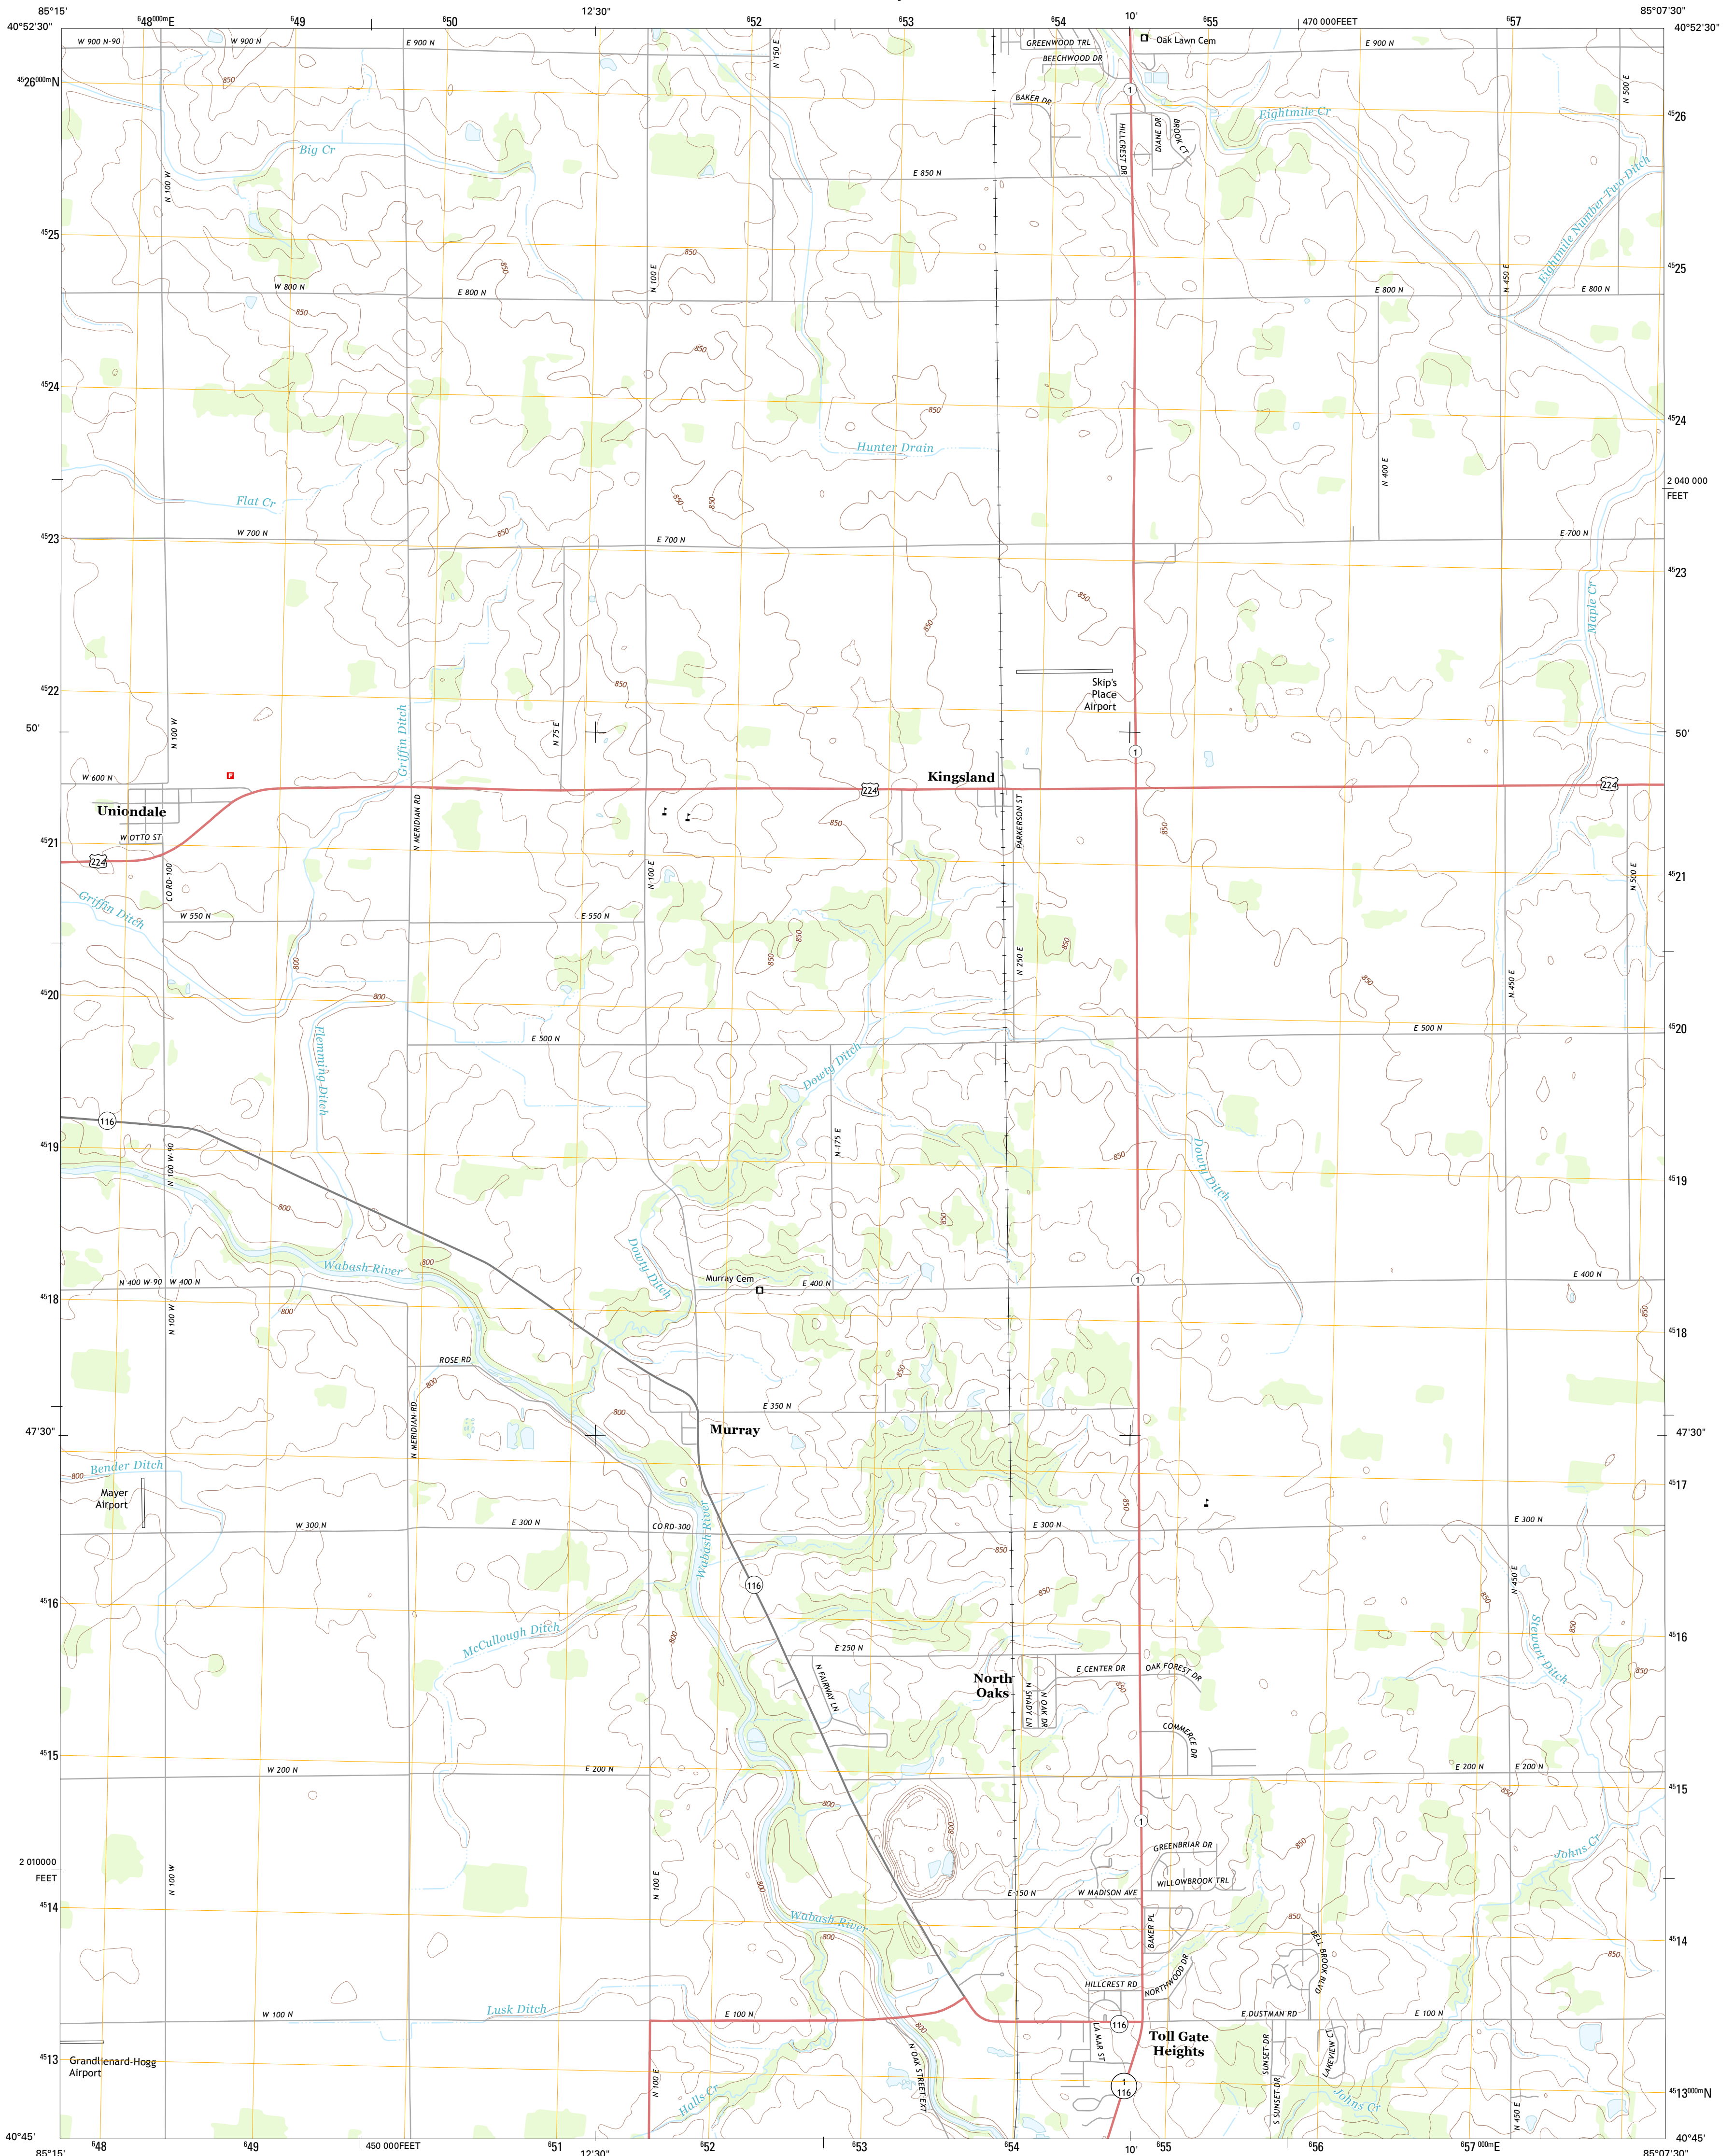 85°15'
⁶48⁰⁰⁰ᵐE
⁶49
⁶50
12'30"
⁶52
⁶53
⁶54
10'
⁶55
470 000FEET
⁶57
85°07'30"
40°52'30"
40°52'30"
W 900 N-90
W 900 N
E 900 N
N 150 E
GREENWOOD TRL
BEECHWOOD DR
Oak Lawn Cem
E 900 N
N 500 E
⁴⁵26⁰⁰⁰ᵐN
850
BAKER DR
1
Eightmile Cr
⁴⁵26
Big Cr
HILLCREST DR
DIANE DR
BROOK CT
N 100 W
E 850 N
Eightmile Number Two Ditch
⁴⁵25
850
850
N 100 E
N 450 E
⁴⁵25
W 800 N
E 800 N
E 800 N
E 800 N
850
850
⁴⁵24
850
⁴⁵24
Hunter Drain
N 400 E
2 040 000
FEET
Flat Cr
850
850
850
W 700 N
E 700 N
E 700 N
⁴⁵23
⁴⁵23
850
850
Maple Cr
850
Skip's
Place
Airport
⁴⁵22
⁴⁵22
50'
50'
N 100 W
Griffin Ditch
N 75 E
1
W 600 N
F
Kingsland
224
224
Uniondale
N MERIDIAN RD
PARKERSON ST
850
850
W OTTO ST
⁴⁵21
224
CO RD-100
N 100 E
N 500 E
⁴⁵21
Griffin Ditch
W 550 N
E 550 N
850
850
850
800
N 250 E
850
N 450 E
⁴⁵20
800
⁴⁵20
Flemming Ditch
E 500 N
E 500 N
Dowty Ditch
116
⁴⁵19
N 100 W-90
N 175 E
850
Dowty Ditch
⁴⁵19
800
850
Wabash River
800
Dowty Ditch
Murray Cem
E 400 N
1
E 400 N
N 400 W-90
W 400 N
⁴⁵18
800
N 100 W
850
⁴⁵18
ROSE RD
850
800
E 350 N
800
Murray
47'30"
47'30"
N MERIDIAN RD
Bender Ditch
800
Mayer
Airport
850
⁴⁵17
W 300 N
E 300 N
CO RD-300
Wabash River
E 300 N
E 300 N
850
116
850
N 450 E
850
⁴⁵16
McCullough Ditch
800
E 250 N
850
Stewart Ditch
⁴⁵16
North
Oaks
N FAIRWAY LN
E CENTER DR
OAK FOREST DR
850
850
N SHADY LN
N OAK DR
COMMERCE DR
⁴⁵15
W 200 N
E 200 N
E 200 N
E 200 N
⁴⁵15
800
800
850
1
850
GREENBRIAR DR
Johns Cr
2 010000
FEET
N 100 W
N 100 E
800
WILLOWBROOK TRL
E 150 N
W MADISON AVE
⁴⁵14
Wabash River
800
BAKER PL
850
BELL BROOK BLVD
⁴⁵14
850
HILLCREST RD
NORTHWOOD DR
Lusk Ditch
W 100 N
E 100 N
E DUSTMAN RD
E 100 N
800
116
LA MAR ST
Toll Gate
Heights
SUNSET DR
LAKEVIEW CT
⁴⁵13
Grandlienard-Hogg
Airport
N 100 E
N OAK STREET EXT
1
116
S SUNSET DR
Halls Cr
Johns Cr
N 450 E
⁴⁵13⁰⁰⁰ᵐN
40°45'
40°45'
85°15'
⁶48
⁶49
450 000FEET
⁶51
12'30"
⁶52
⁶53
⁶54
10'
⁶55
⁶56
⁶57 ⁰⁰⁰ᵐE
85°07'30"